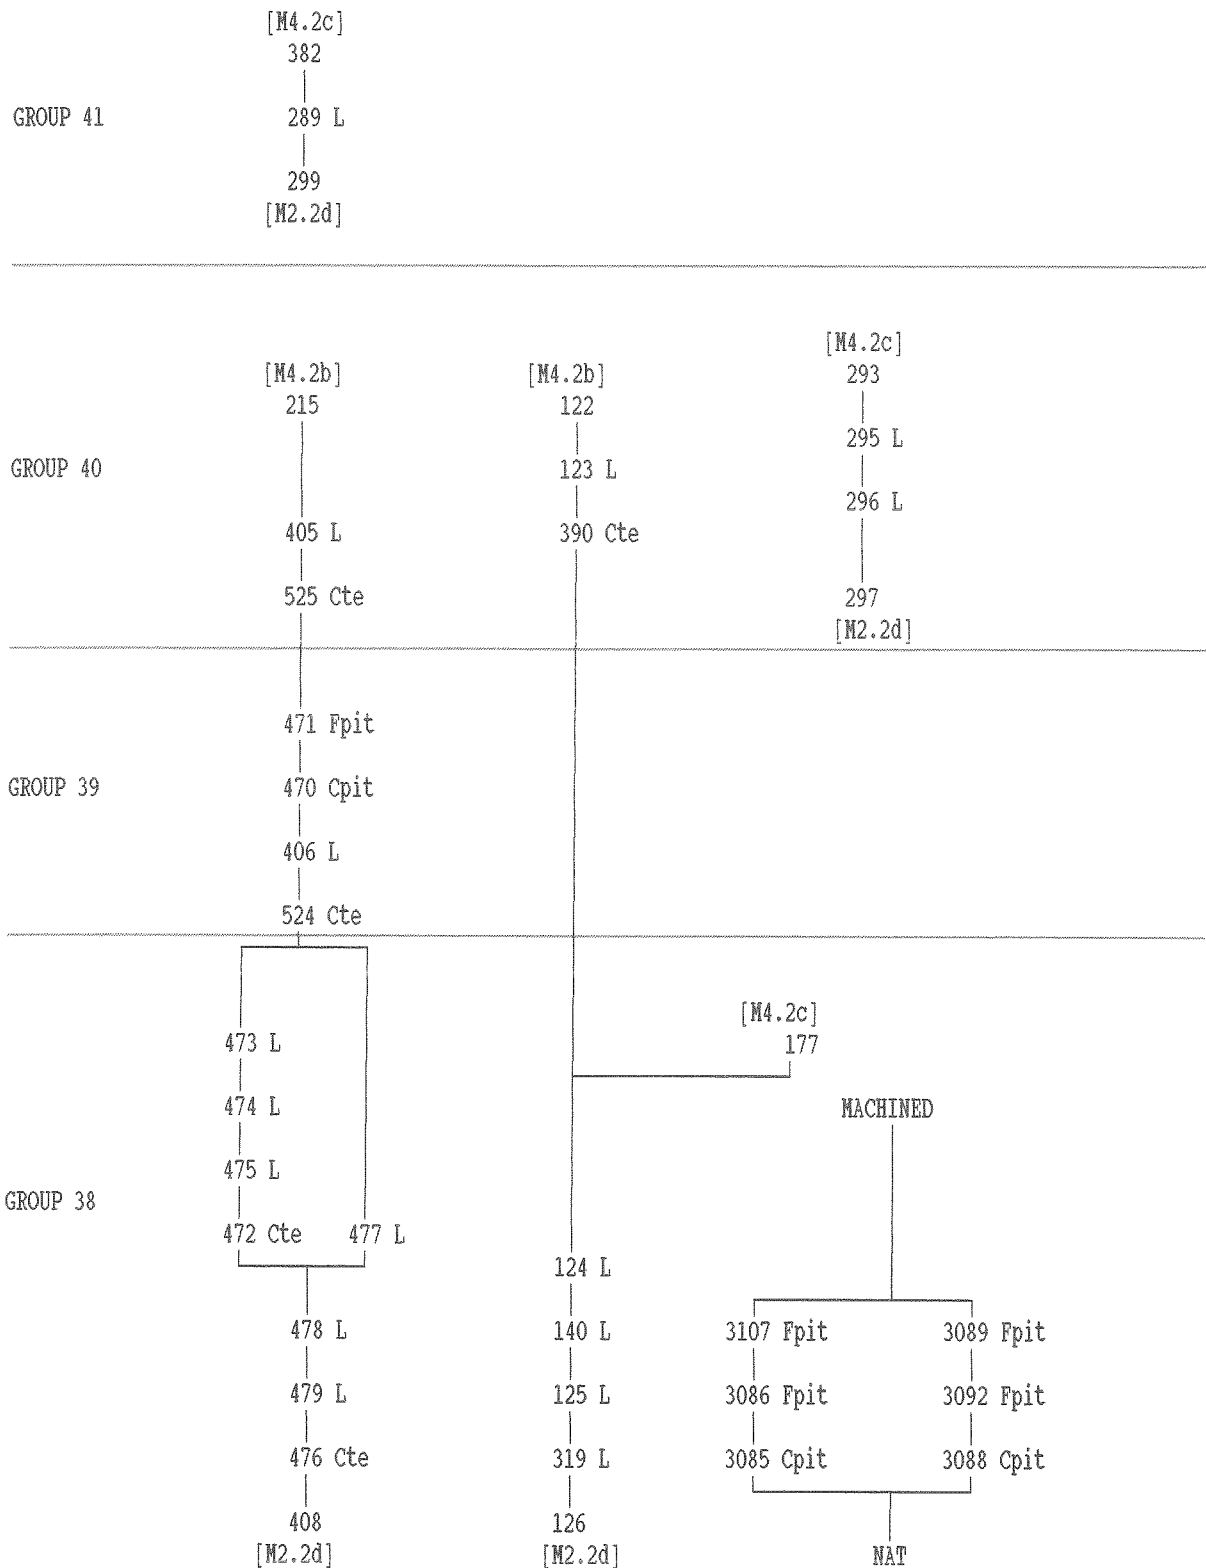 [M4.2c]
382
GROUP 41 289 L
299
[M2.2d]
[M4.2c]
[M4.2b] [M4.2b] 293
215 122
295 L
GROUP 40 123 L
296 L
405 L 390 Cte
525 Cte 297
[M2.2d]
471 Fpit
GROUP 39 470 Cpit
406 L
524 Cte
[M4.2c]
473 L 177
474 L MACHINED
475 L
GROUP 38
472 Cte 477 L
124 L
478 L 140 L 3107 Fpit 3089 Fpit
479 L 125 L 3086 Fpit 3092 Fpit
476 Cte 319 L 3085 Cpit 3088 Cpit
408 126
[M2.2d] [M2.2d] NAT